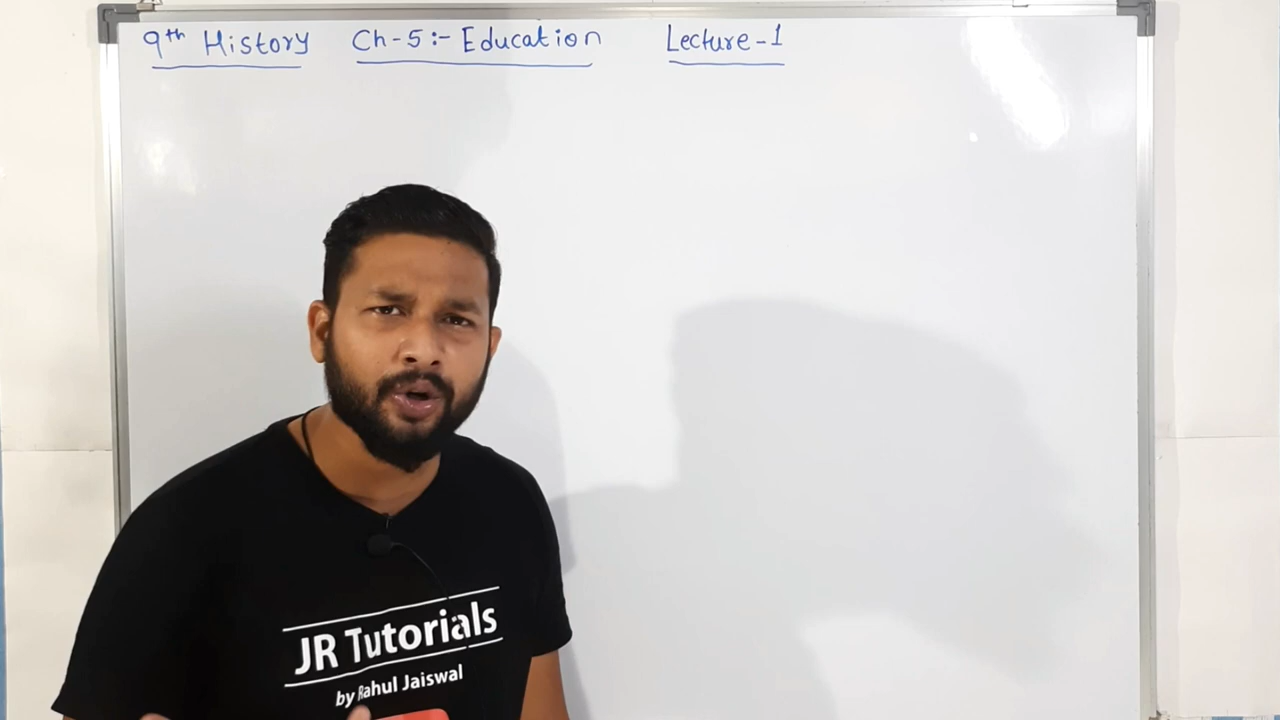 9th History Ch-5:- Education Lecture-1
JR Tutorials
by Rahul Jaiswal